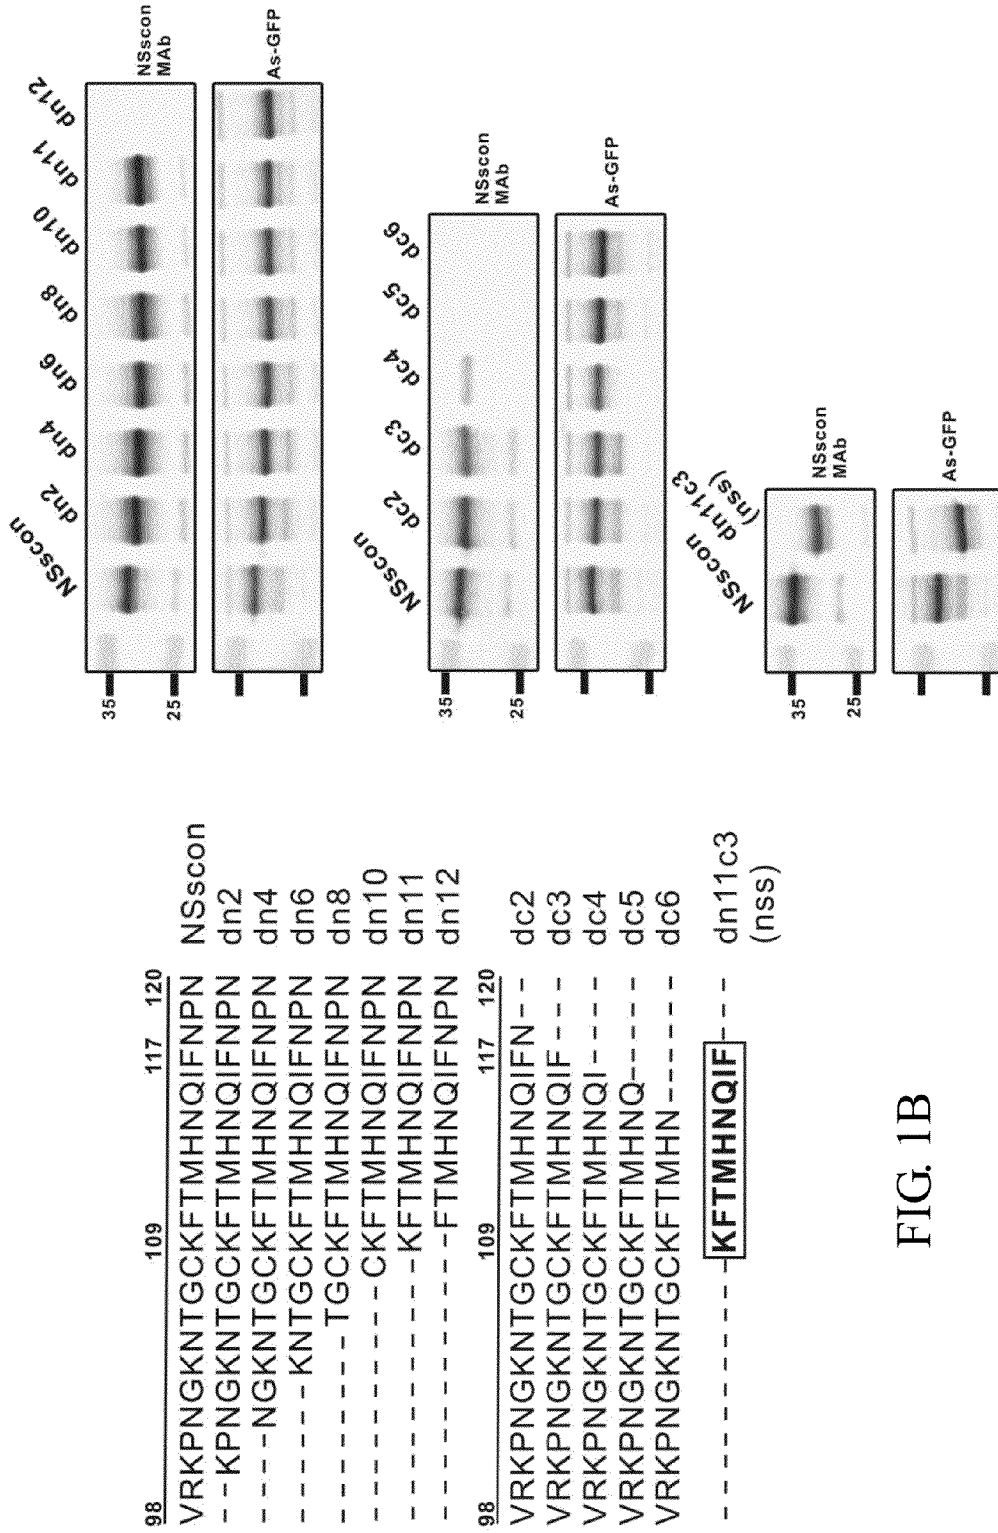 98 109 117 120
VRKPNGKNTGCKFTMHNQIFNPN NSscon
--KPNGKNTGCKFTMHNQIFNPN dn2
----NGKNTGCKFTMHNQIFNPN dn4
------KNTGCKFTMHNQIFNPN dn6
--------TGCKFTMHNQIFNPN dn8
----------CKFTMHNQIFNPN dn10
-----------KFTMHNQIFNPN dn11
------------FTMHNQIFNPN dn12
98 109 117 120
VRKPNGKNTGCKFTMHNQIFN-- dc2
VRKPNGKNTGCKFTMHNQIF--- dc3
VRKPNGKNTGCKFTMHNQI---- dc4
VRKPNGKNTGCKFTMHNQ----- dc5
VRKPNGKNTGCKFTMHN------ dc6
-----------KFTMHNQIF--- dn11c3
(nss)
NSscon dn2 dn4 dn6 dn8 dn10 dn11 dn12
35
25
NSscon
MAb
As-GFP
NSscon dc2 dc3 dc4 dc5 dc6
35
25
NSscon
MAb
As-GFP
NSscon dn11c3
(nss)
35
25
NSscon
MAb
As-GFP
FIG. 1B